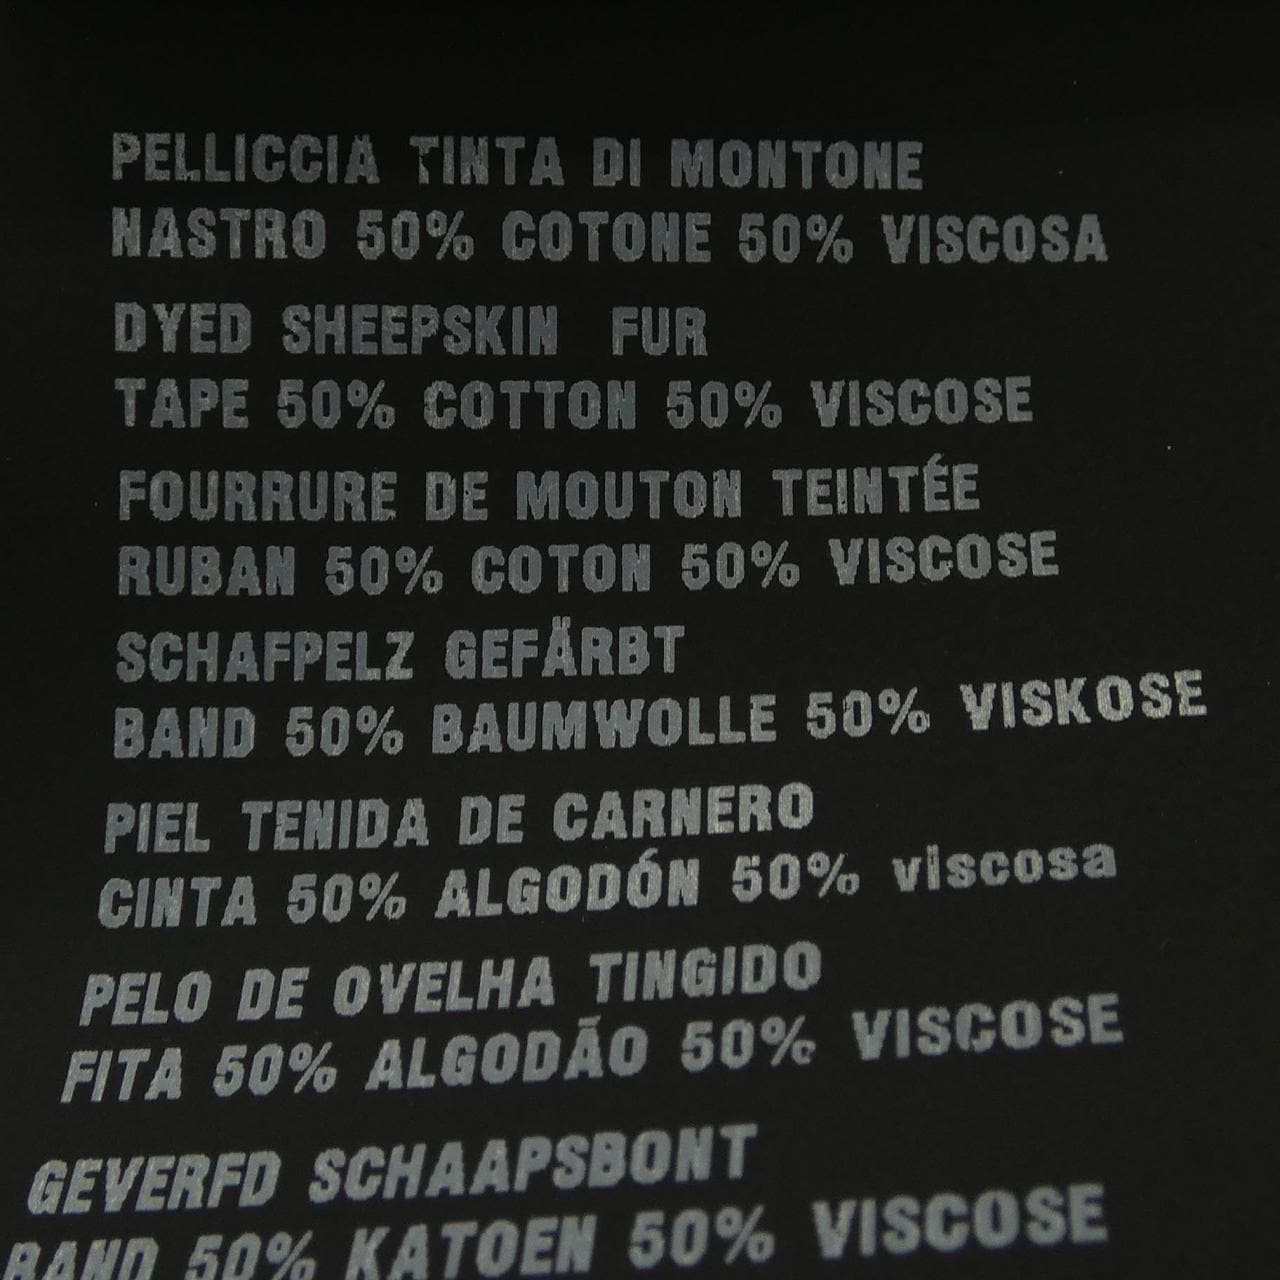 PELLICCIA TINTA DI MONTONE
NASTRO 50% COTONE 50% VISCOSA
DYED SHEEPSKIN FUR
TAPE 50% COTTON 50% VISCOSE
FOURRURE DE MOUTON TEINTÉE
RUBAN 50% COTON 50% VISCOSE
SCHAFPELZ GEFÄRBT
BAND 50% BAUMWOLLE 50% VISKOSE
PIEL TENIDA DE CARNERO
CINTA 50% ALGODÓN 50% viscosa
PELO DE OVELHA TINGIDO
FITA 50% ALGODÃO 50% VISCOSE
GEVERFD SCHAAPSBONT
BAND 50% KATOEN 50% VISCOSE